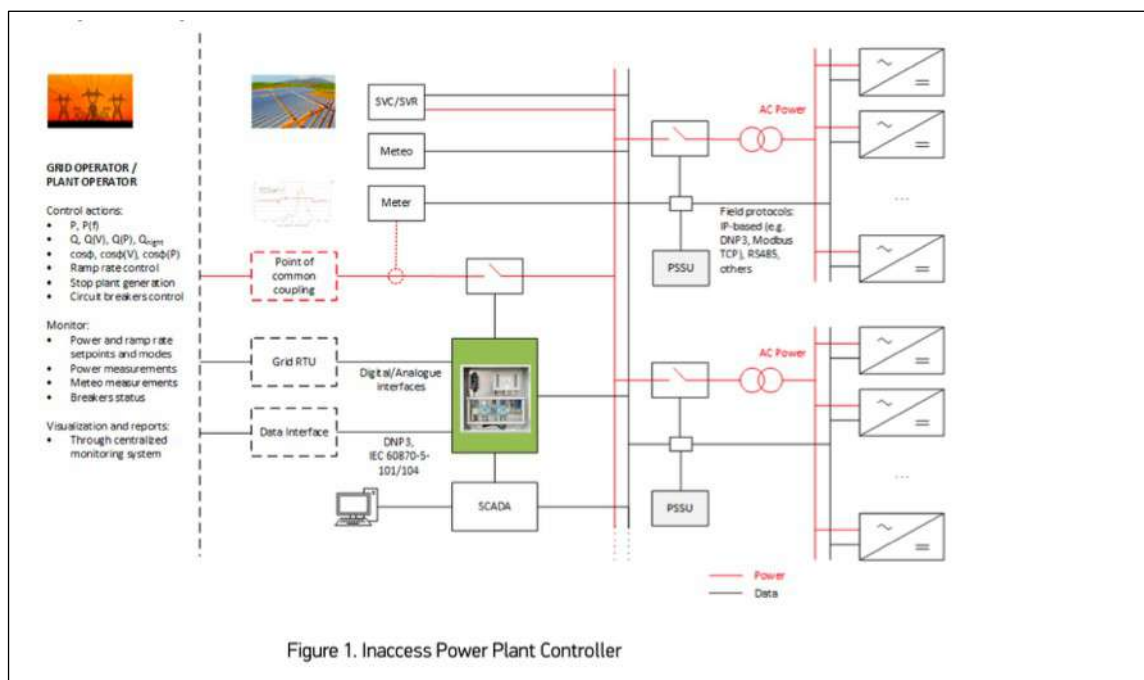 GRID OPERATOR /
PLANT OPERATOR
Control actions:
• P, P(f)
• Q, Q(V), Q(P), Qnight
• cosϕ, cosϕ(V), cosϕ(P)
• Ramp rate control
• Stop plant generation
• Circuit breakers control
Monitor:
• Power and ramp rate
setpoints and modes
• Power measurements
• Meteo measurements
• Breakers status
Visualization and reports:
• Through centralized
monitoring system
SVC/SVR
Meteo
Meter
Point of
common
coupling
Grid RTU
Data Interface
Digital/Analogue
interfaces
DNP3,
IEC 60870-5-
101/104
SCADA
AC Power
PSSU
Field protocols:
IP-based (e.g.
DNP3, Modbus
TCP), RS485,
others
...
AC Power
PSSU
...
Power
Data
Figure 1. Inaccess Power Plant Controller